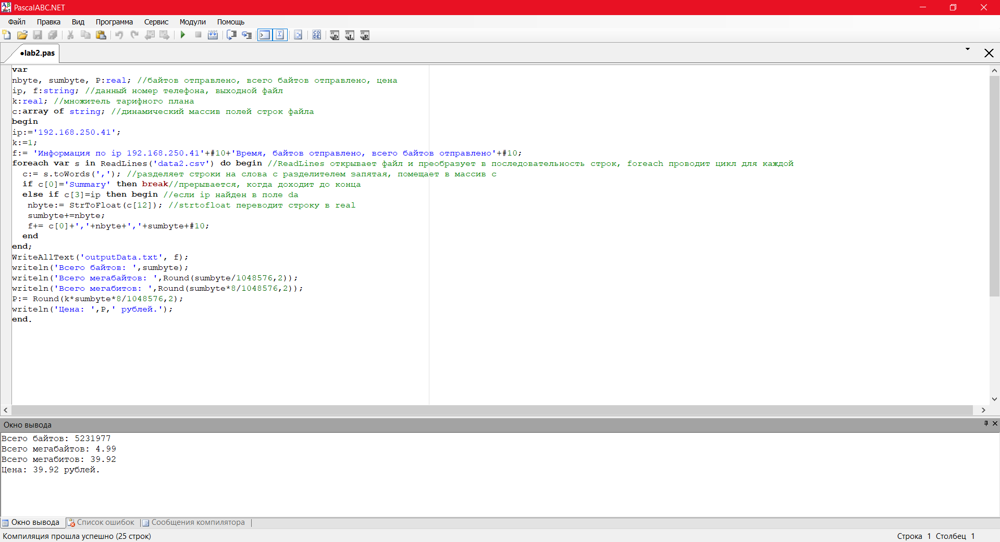 PascalABC.NET
Файл Правка Вид Программа Сервис Модули Помощь
•lab2.pas
var
nbyte, sumbyte, P:real; //байтов отправлено, всего байтов отправлено, цена
ip, f:string; //данный номер телефона, выходной файл
k:real; //множитель тарифного плана
c:array of string; //динамический массив полей строк файла
begin
ip:='192.168.250.41';
k:=1;
f:= 'Информация по ip 192.168.250.41'+#10+'Время, байтов отправлено, всего байтов отправлено'+#10;
foreach var s in ReadLines('data2.csv') do begin //ReadLines открывает файл и преобразует в последовательность строк, foreach проводит цикл для каждой
c:= s.toWords(','); //разделяет строки на слова с разделителем запятая, помещает в массив c
if c[0]='Summary' then break//прерывается, когда доходит до конца
else if c[3]=ip then begin //если ip найден в поле da
nbyte:= StrToFloat(c[12]); //strtofloat переводит строку в real
sumbyte+=nbyte;
f+= c[0]+','+nbyte+','+sumbyte+#10;
end
end;
WriteAllText('outputData.txt', f);
writeln('Всего байтов: ',sumbyte);
writeln('Всего мегабайтов: ',Round(sumbyte/1048576,2));
writeln('Всего мегабитов: ',Round(sumbyte*8/1048576,2));
P:= Round(k*sumbyte*8/1048576,2);
writeln('Цена: ',P,' рублей.');
end.
Окно вывода
Всего байтов: 5231977
Всего мегабайтов: 4.99
Всего мегабитов: 39.92
Цена: 39.92 рублей.
Окно вывода Список ошибок Сообщения компилятора
Компиляция прошла успешно (25 строк) Строка 1 Столбец 1